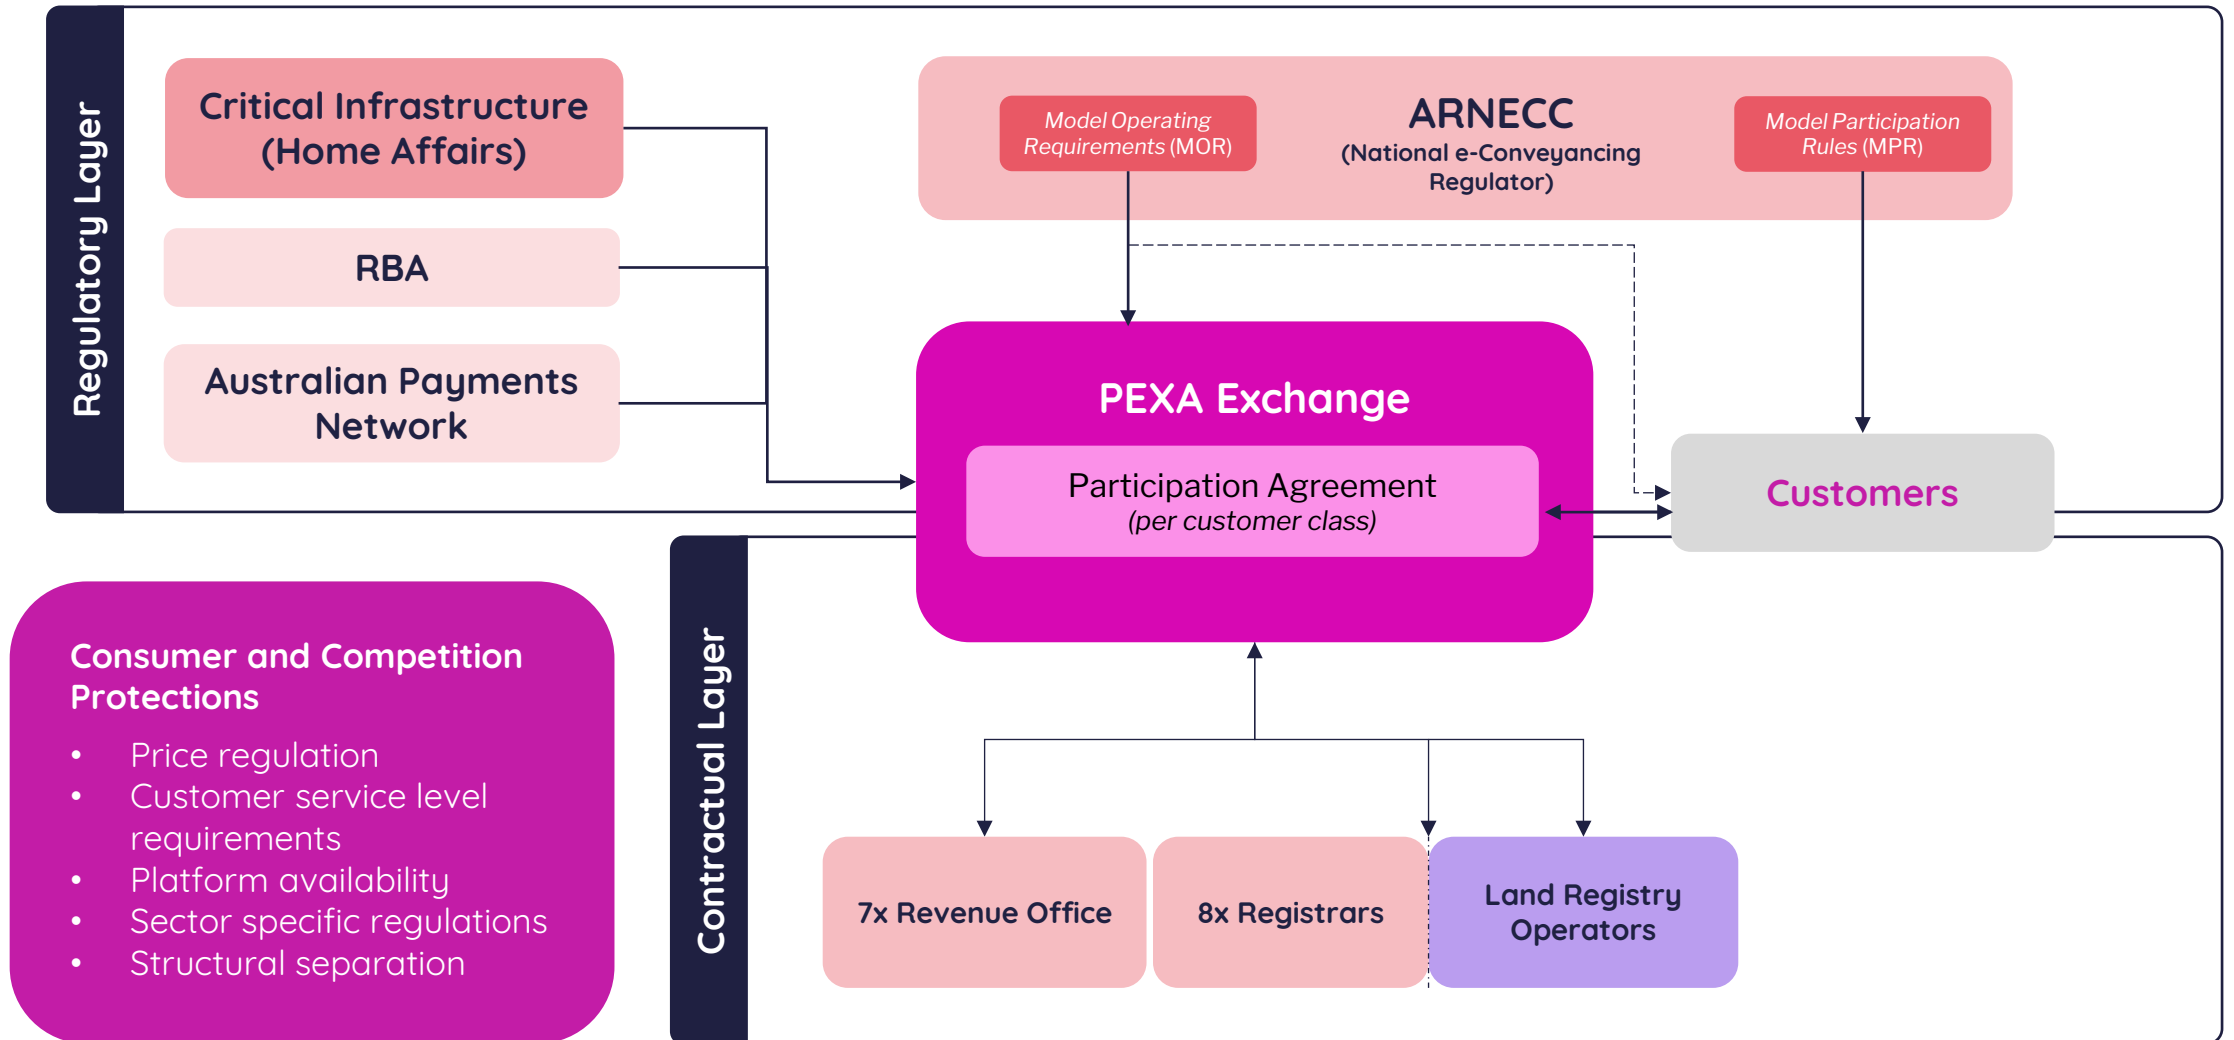 Regulatory Layer
Critical Infrastructure
(Home Affairs)
RBA
Australian Payments
Network
Model Operating
Requirements (MOR)
ARNECC
(National e-Conveyancing
Regulator)
Model Participation
Rules (MPR)
PEXA Exchange
Participation Agreement
(per customer class)
Customers
Consumer and Competition
Protections
• Price regulation
• Customer service level
requirements
• Platform availability
• Sector specific regulations
• Structural separation
Contractual Layer
7x Revenue Office
8x Registrars
Land Registry
Operators